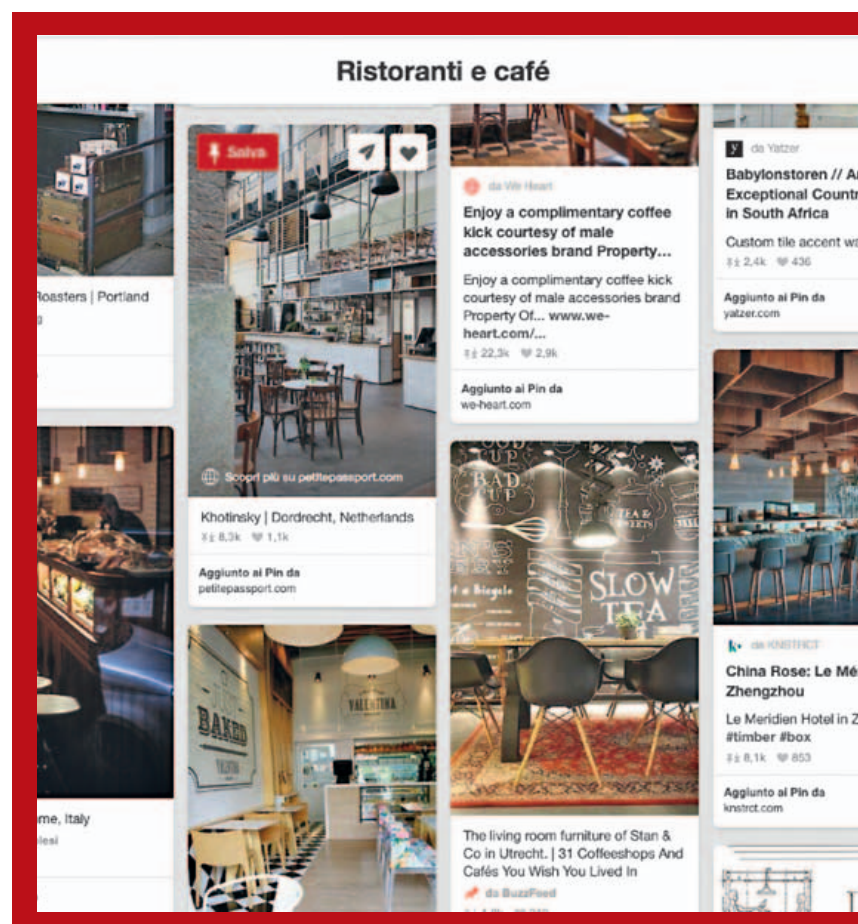 Ristoranti e café
Roasters | Portland
me, Italy
Salva
Scopri più su petitepassport.com
Khotinsky | Dordrecht, Netherlands
8,3k 1,1k
Aggiunto ai Pin da
petitepassport.com
BAKED
VALENTINA
VALENTINA
da We Heart
Enjoy a complimentary coffee
kick courtesy of male
accessories brand Property...
Enjoy a complimentary coffee kick
courtesy of male accessories brand
Property Of... www.we-
heart.com/...
22,3k 2,9k
Aggiunto ai Pin da
we-heart.com
CUP
BAD
CUP
TEA &
SWEETS
of a Bicycle
SLOW
TEA
The living room furniture of Stan &
Co in Utrecht. | 31 Coffeeshops And
Cafés You Wish You Lived In
da BuzzFeed
y da Yatzer
Babylonstoren // A
Exceptional Countr
in South Africa
Custom tile accent wa
2,4k 436
Aggiunto ai Pin da
yatzer.com
k+ da KNSTRCT
China Rose: Le Mé
Zhengzhou
Le Meridien Hotel in Z
#timber #box
8,1k 853
Aggiunto ai Pin da
knstrct.com